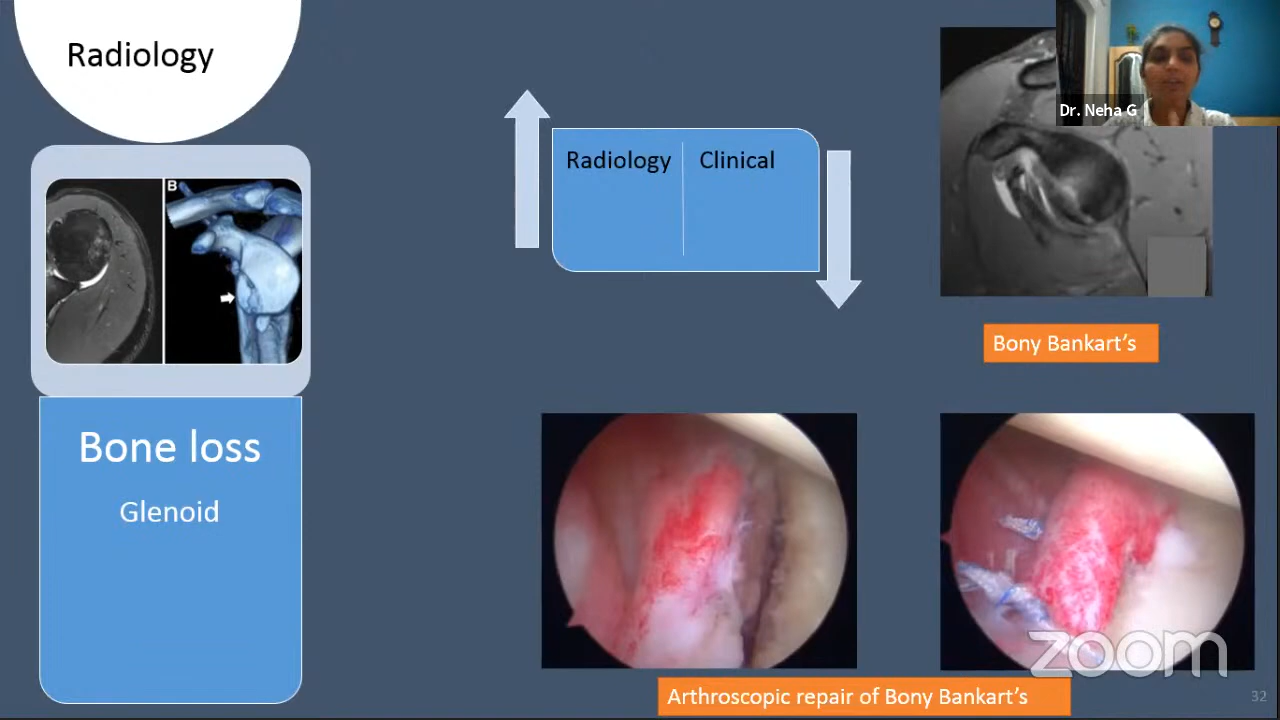 Radiology
B
Bone loss
Glenoid
Radiology
Clinical
Dr. Neha G
Bony Bankart's
Arthroscopic repair of Bony Bankart's
zoom
32